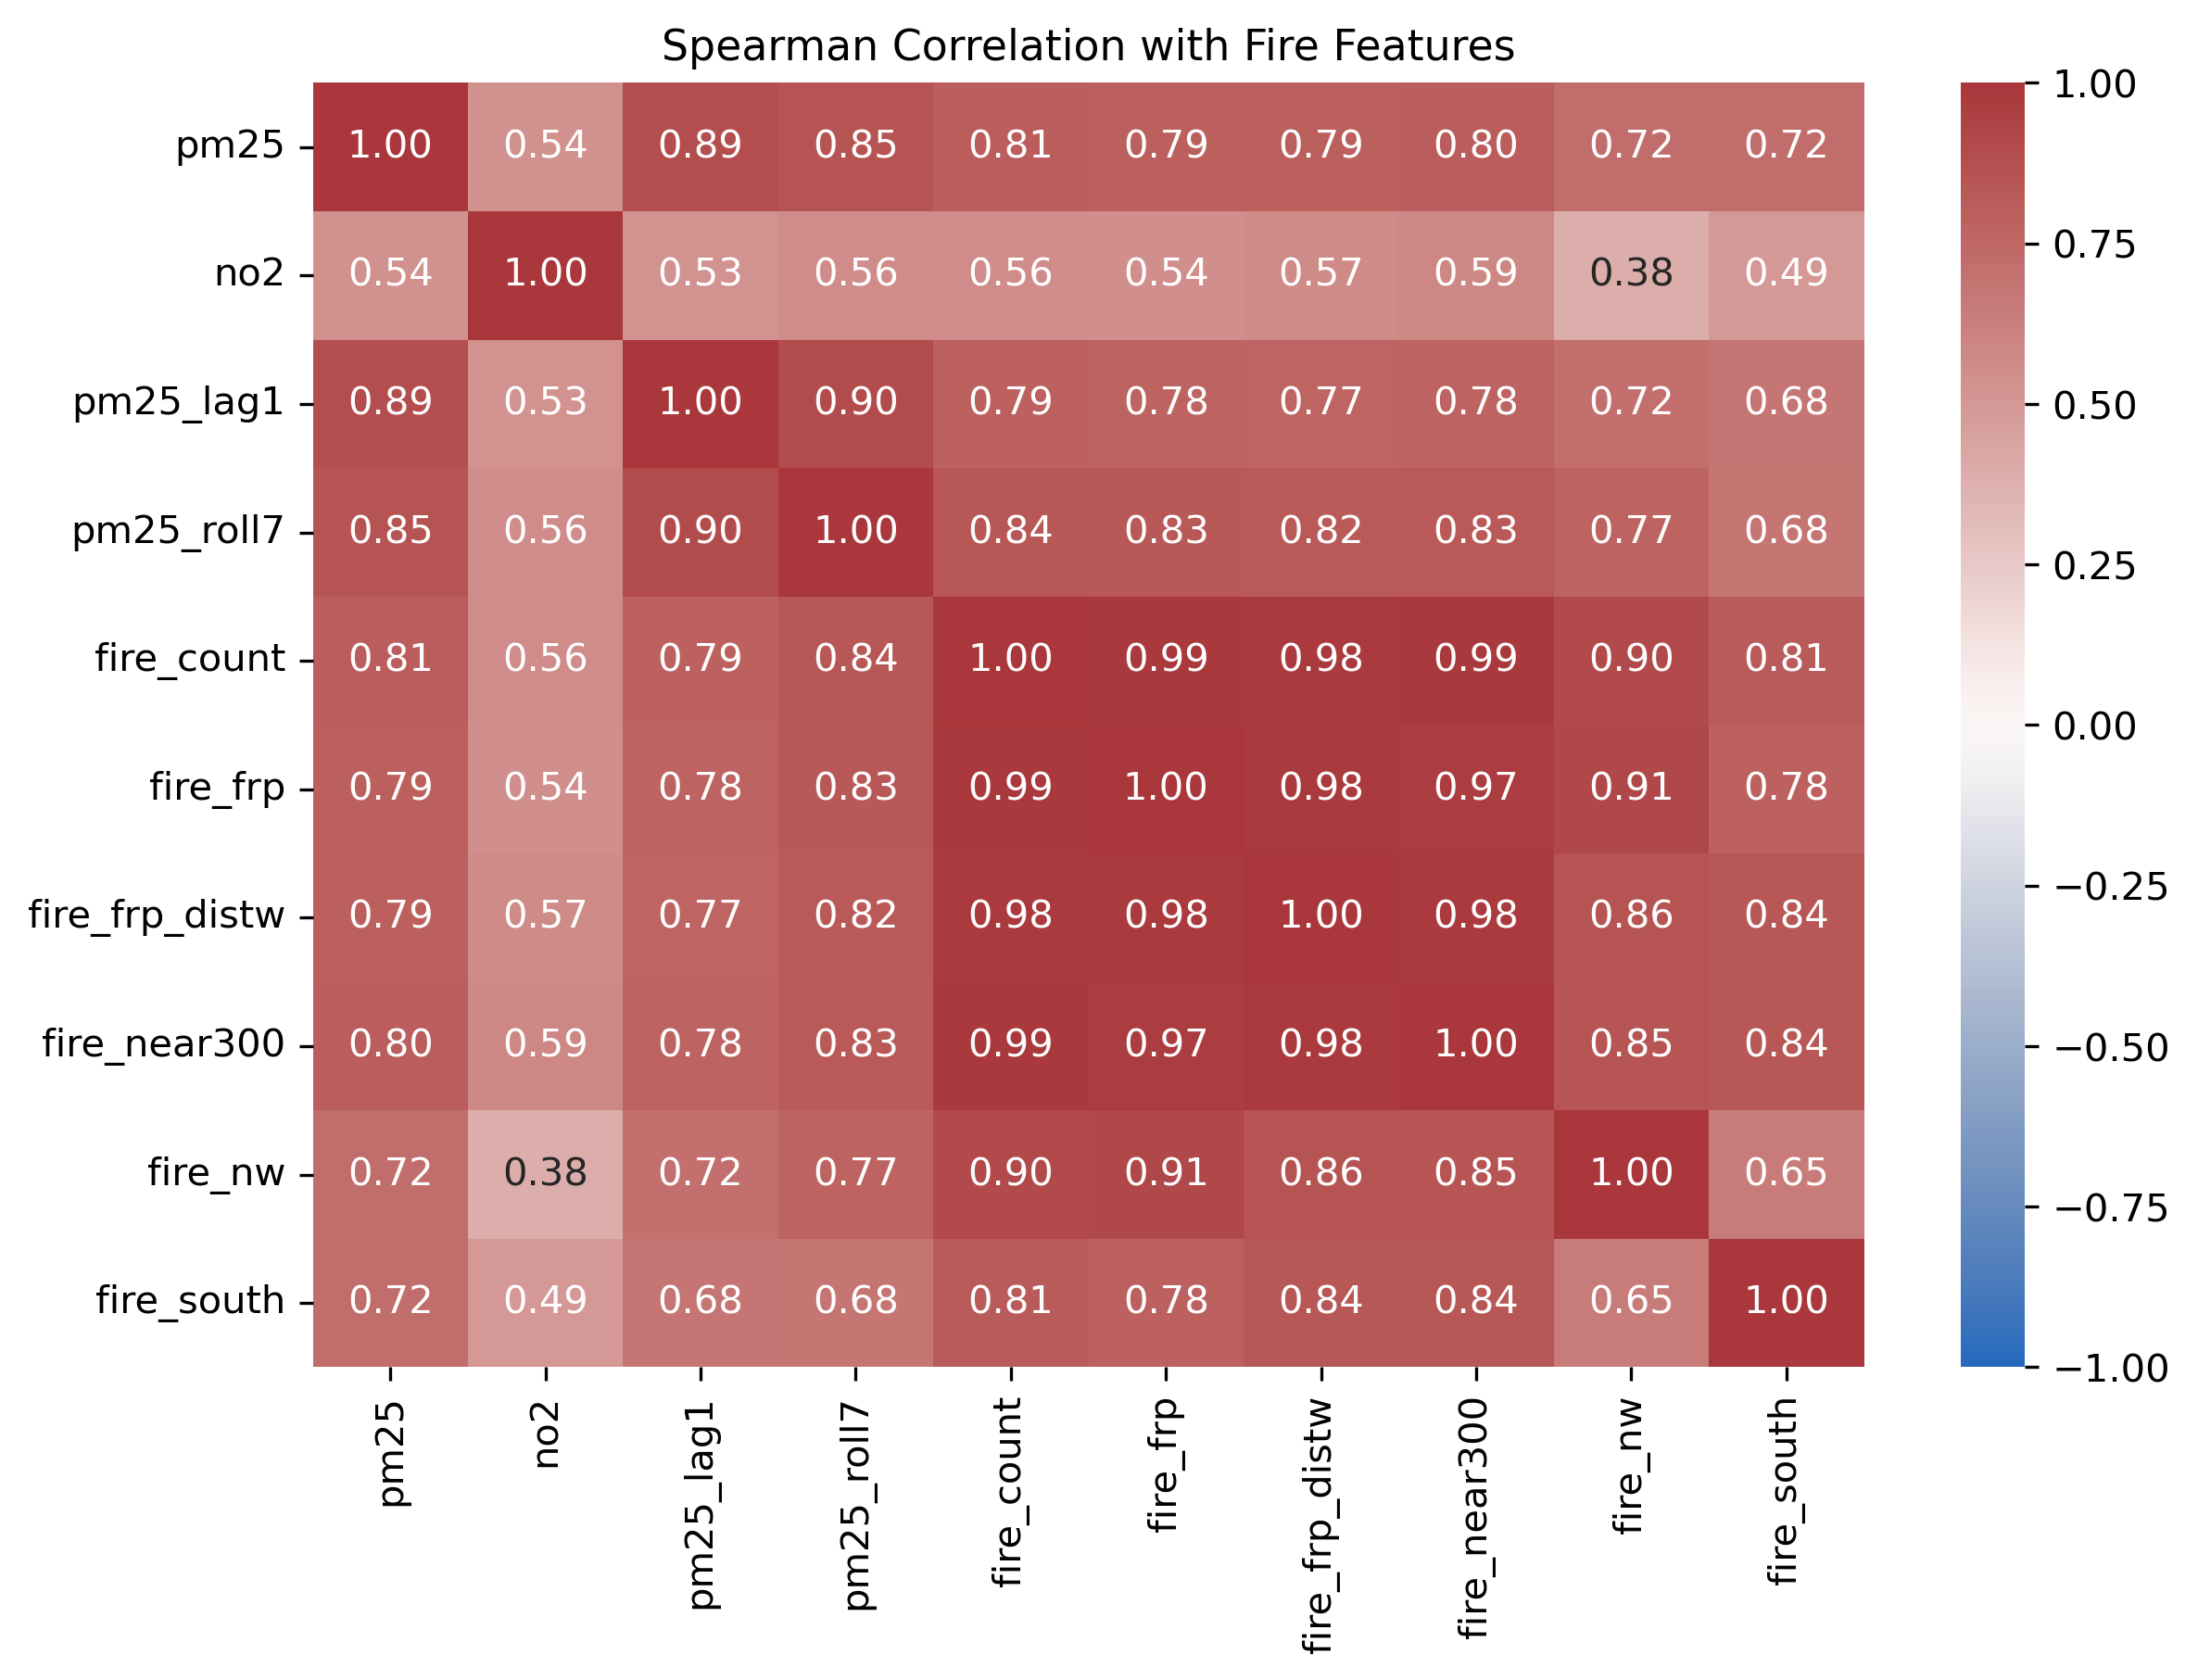 Spearman Correlation with Fire Features
pm25 1.00 0.54 0.89 0.85 0.81 0.79 0.79 0.80 0.72 0.72
no2 0.54 1.00 0.53 0.56 0.56 0.54 0.57 0.59 0.38 0.49
pm25_lag1 0.89 0.53 1.00 0.90 0.79 0.78 0.77 0.78 0.72 0.68
pm25_roll7 0.85 0.56 0.90 1.00 0.84 0.83 0.82 0.83 0.77 0.68
fire_count 0.81 0.56 0.79 0.84 1.00 0.99 0.98 0.99 0.90 0.81
fire_frp 0.79 0.54 0.78 0.83 0.99 1.00 0.98 0.97 0.91 0.78
fire_frp_distw 0.79 0.57 0.77 0.82 0.98 0.98 1.00 0.98 0.86 0.84
fire_near300 0.80 0.59 0.78 0.83 0.99 0.97 0.98 1.00 0.85 0.84
fire_nw 0.72 0.38 0.72 0.77 0.90 0.91 0.86 0.85 1.00 0.65
fire_south 0.72 0.49 0.68 0.68 0.81 0.78 0.84 0.84 0.65 1.00
pm25
no2
pm25_lag1
pm25_roll7
fire_count
fire_frp
fire_frp_distw
fire_near300
fire_nw
fire_south
1.00
0.75
0.50
0.25
0.00
−0.25
−0.50
−0.75
−1.00